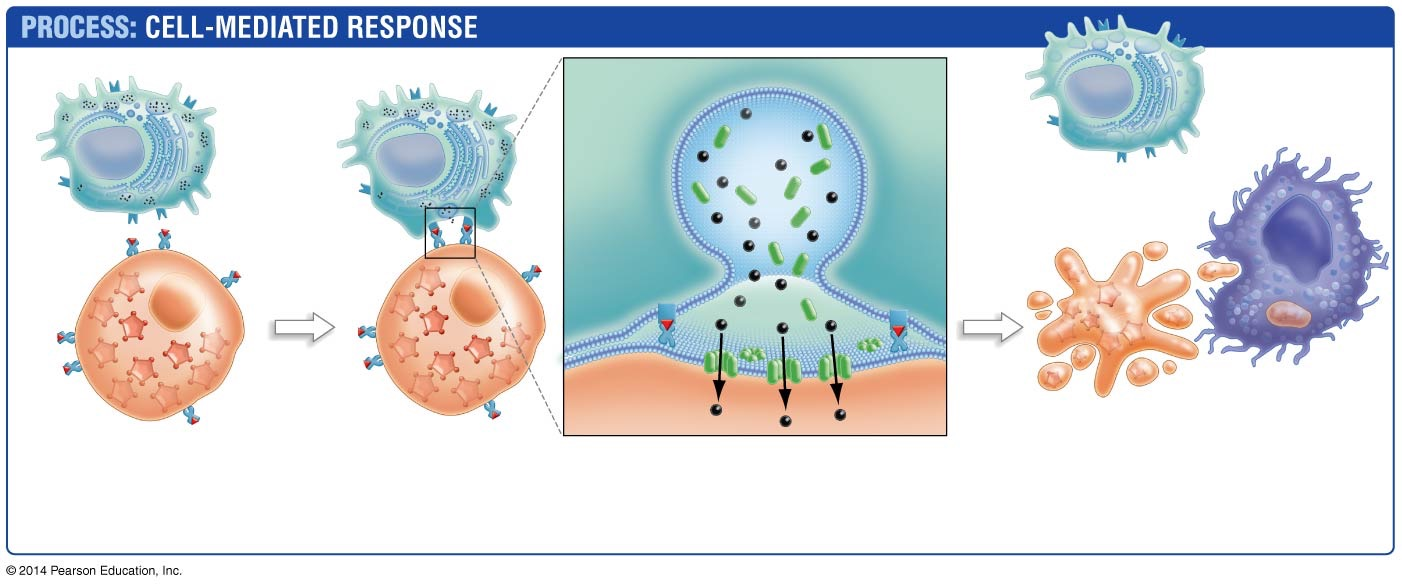 PROCESS: CELL-MEDIATED RESPONSE
© 2014 Pearson Education, Inc.